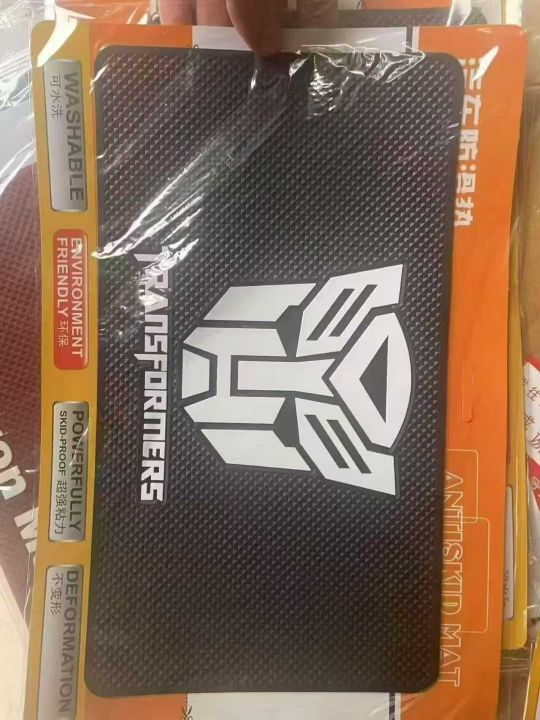 TRANSFORMERS
WASHABLE
可水洗
ENVIRONMENT
FRIENDLY 环保
POWERFULLY
SKID-PROOF 超强粘力
DEFORMATION
不变形
ANTISKID MAT